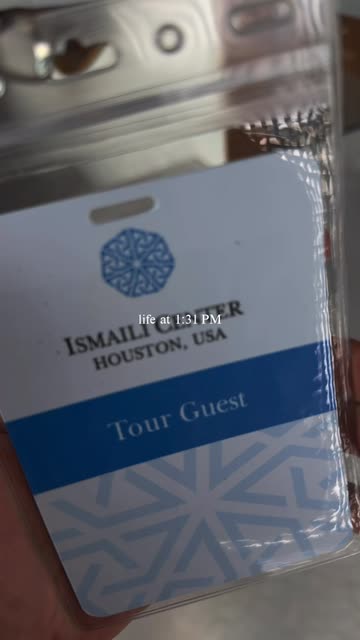 ISMAILI CENTER
life at 1:31 PM
HOUSTON, USA
Tour Guest